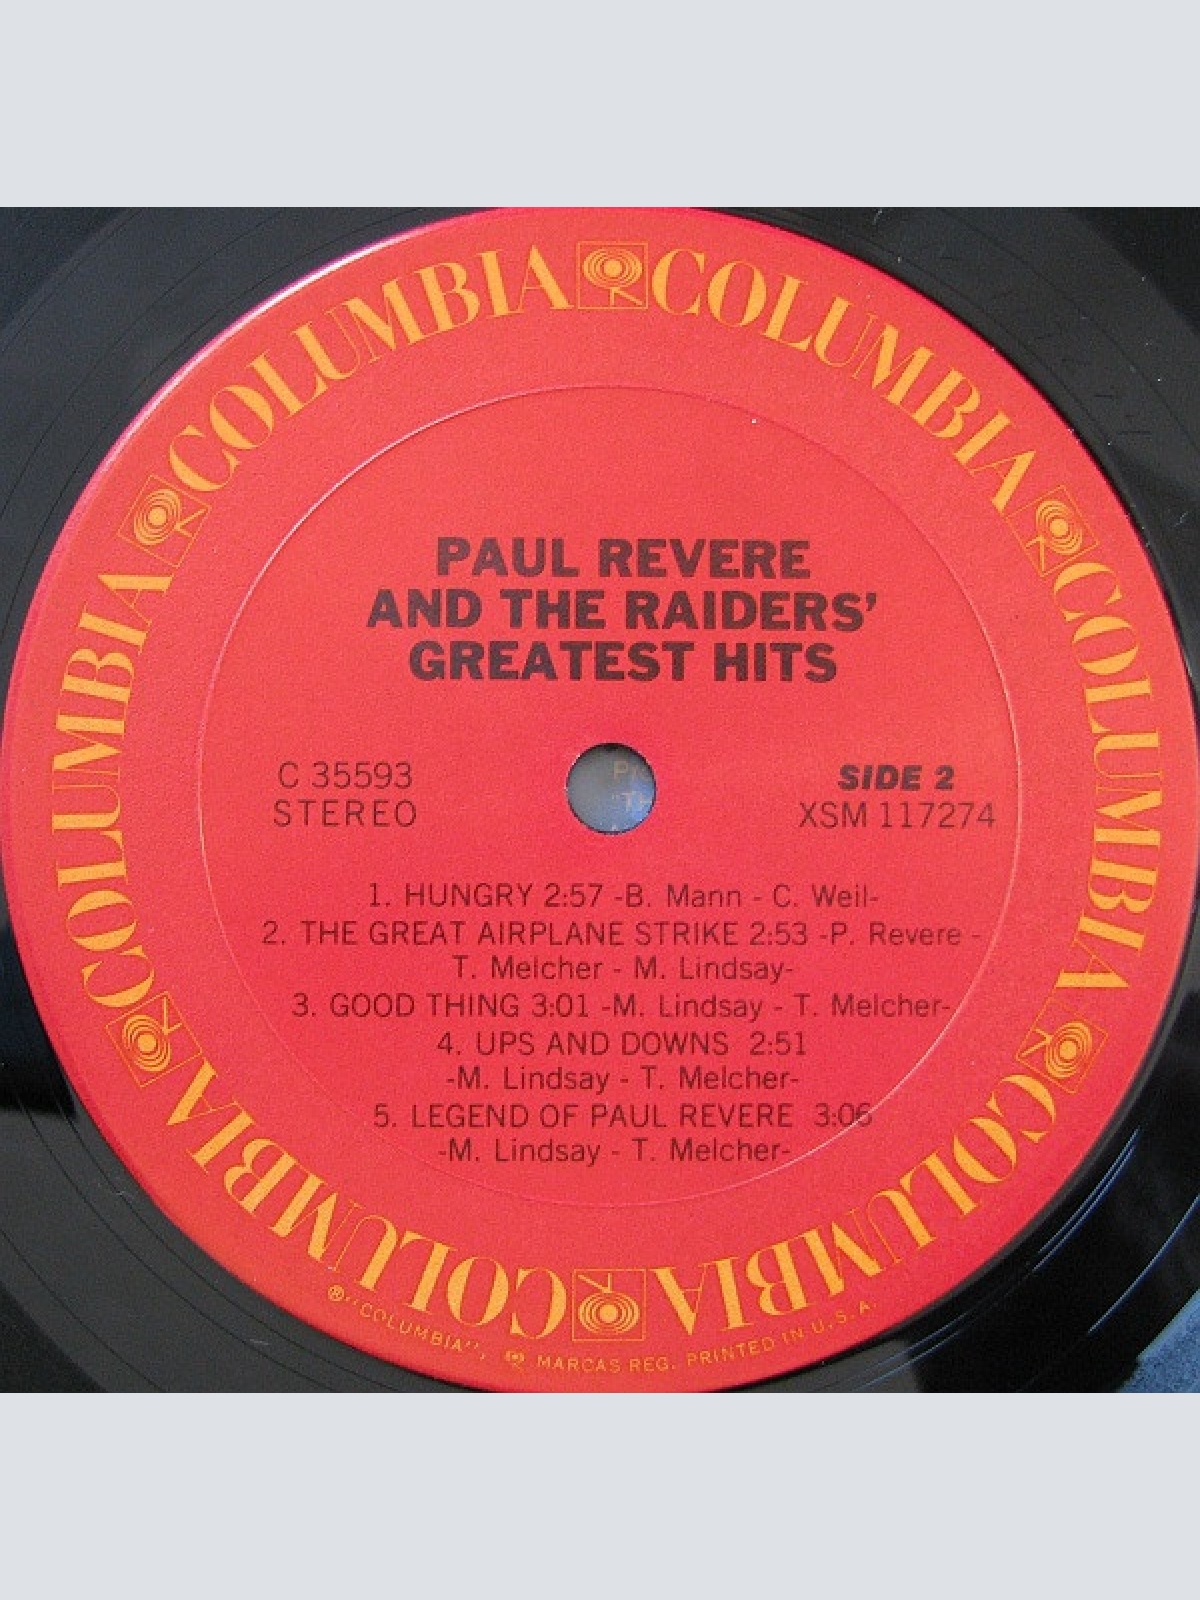 COLUMBIA COLUMBIA COLUMBIA COLUMBIA COLUMBIA COLUMBIA
PAUL REVERE
AND THE RAIDERS'
GREATEST HITS
C 35593
STEREO
SIDE 2
XSM 117274
1. HUNGRY 2:57 -B. Mann - C. Weil-
2. THE GREAT AIRPLANE STRIKE 2:53 -P. Revere -
T. Melcher - M. Lindsay-
3. GOOD THING 3:01 -M. Lindsay - T. Melcher-
4. UPS AND DOWNS 2:51
-M. Lindsay - T. Melcher-
5. LEGEND OF PAUL REVERE 3:06
-M. Lindsay - T. Melcher-
®"COLUMBIA", MARCAS REG. PRINTED IN U.S.A.